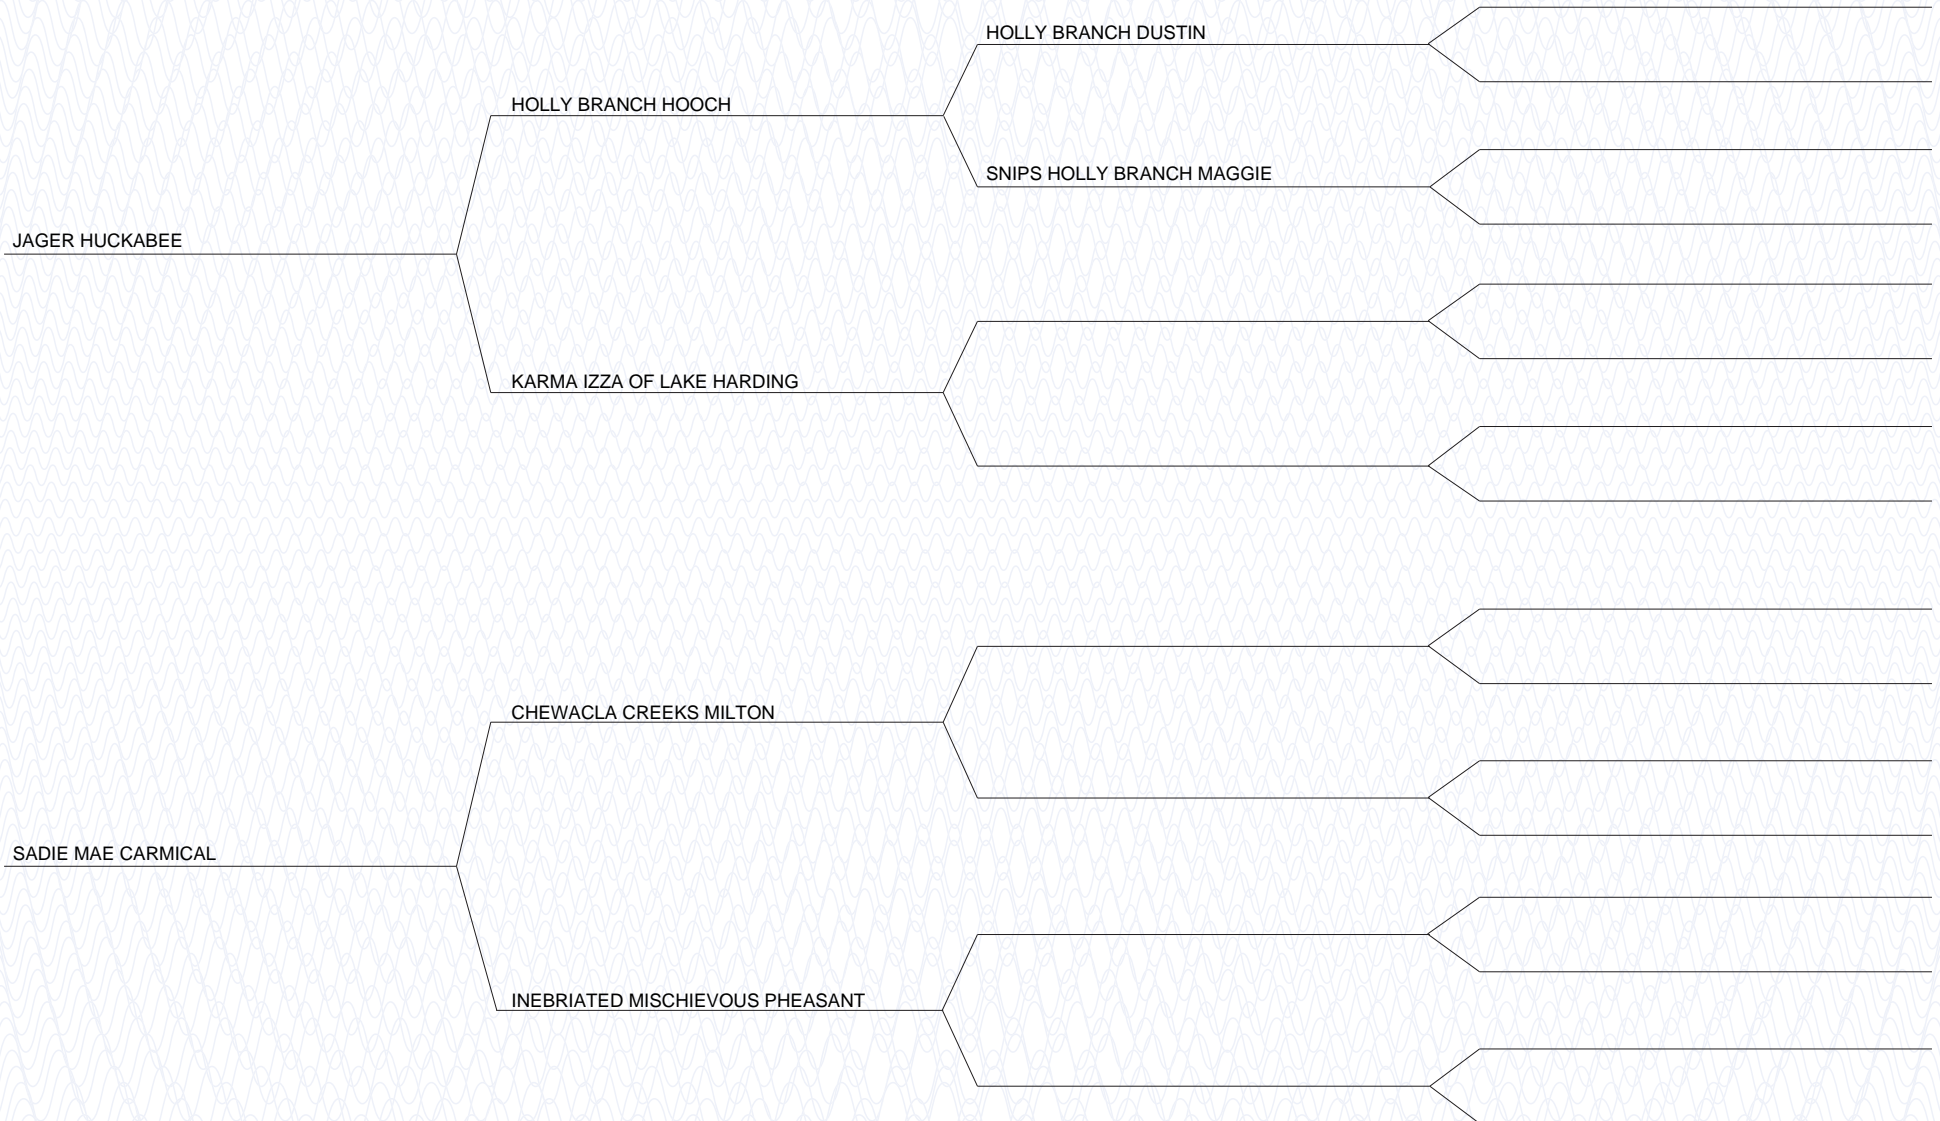 HOLLY BRANCH DUSTIN
HOLLY BRANCH HOOCH
SNIPS HOLLY BRANCH MAGGIE
JAGER HUCKABEE
KARMA IZZA OF LAKE HARDING
CHEWACLA CREEKS MILTON
SADIE MAE CARMICAL
INEBRIATED MISCHIEVOUS PHEASANT